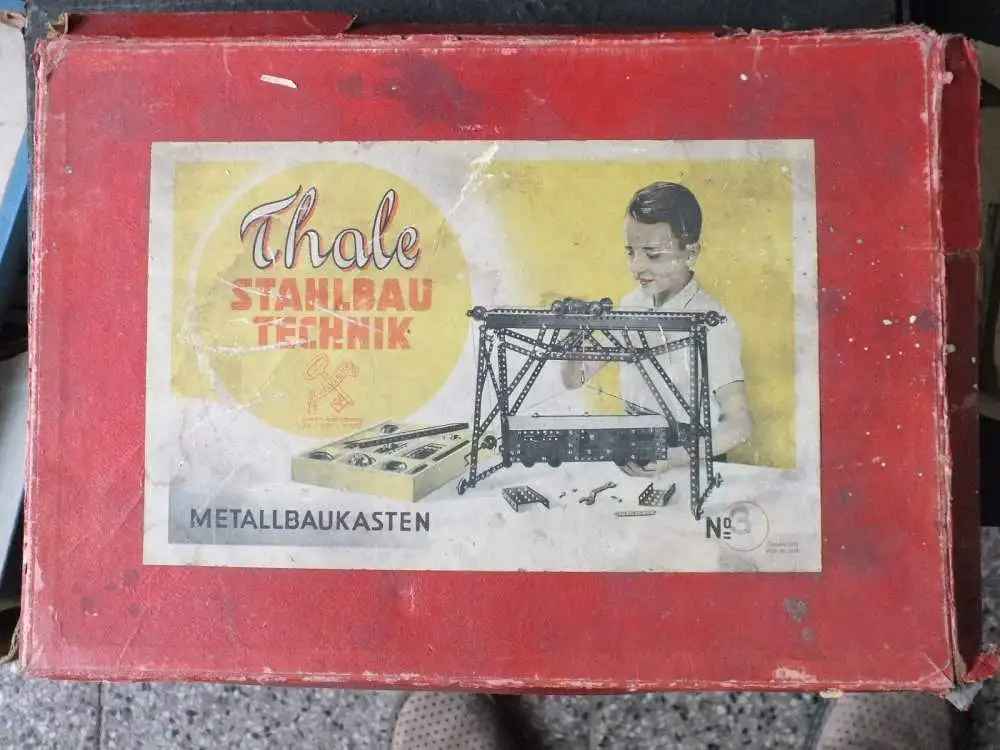 Thale
STAHLBAU
TECHNIK
METALLBAUKASTEN
Nº 3